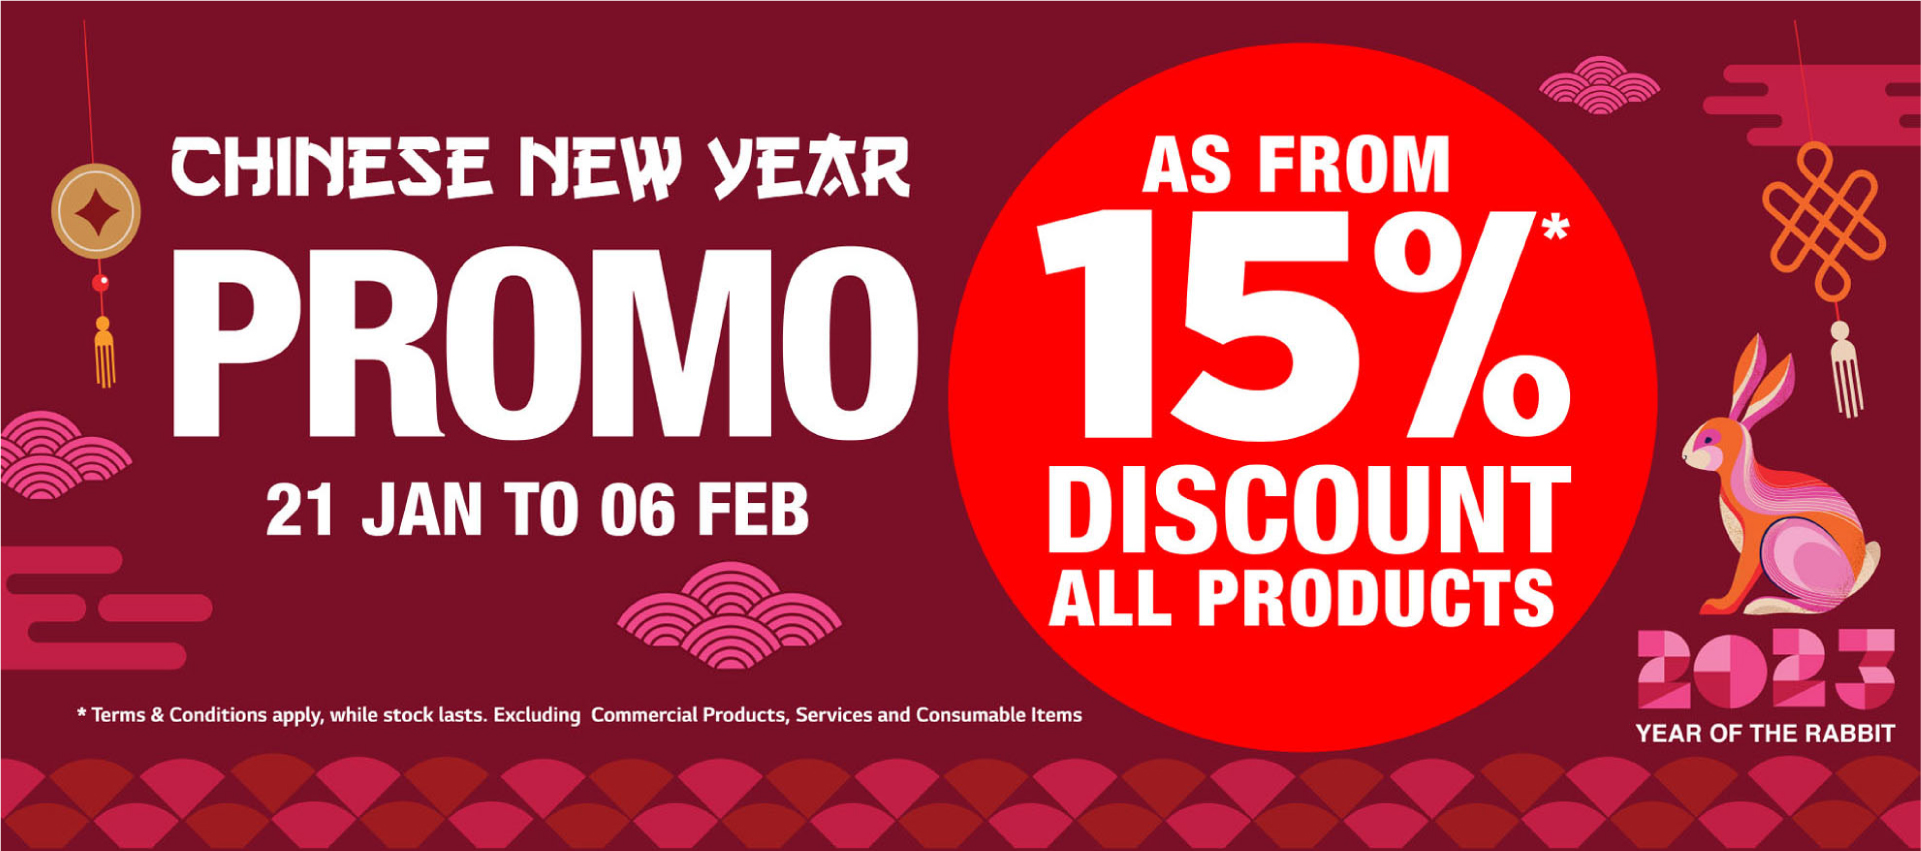 CHINESE NEW YEAR
PROMO
21 JAN TO 06 FEB
AS FROM
15%*
DISCOUNT
ALL PRODUCTS
2023
YEAR OF THE RABBIT
* Terms & Conditions apply, while stock lasts. Excluding Commercial Products, Services and Consumable Items